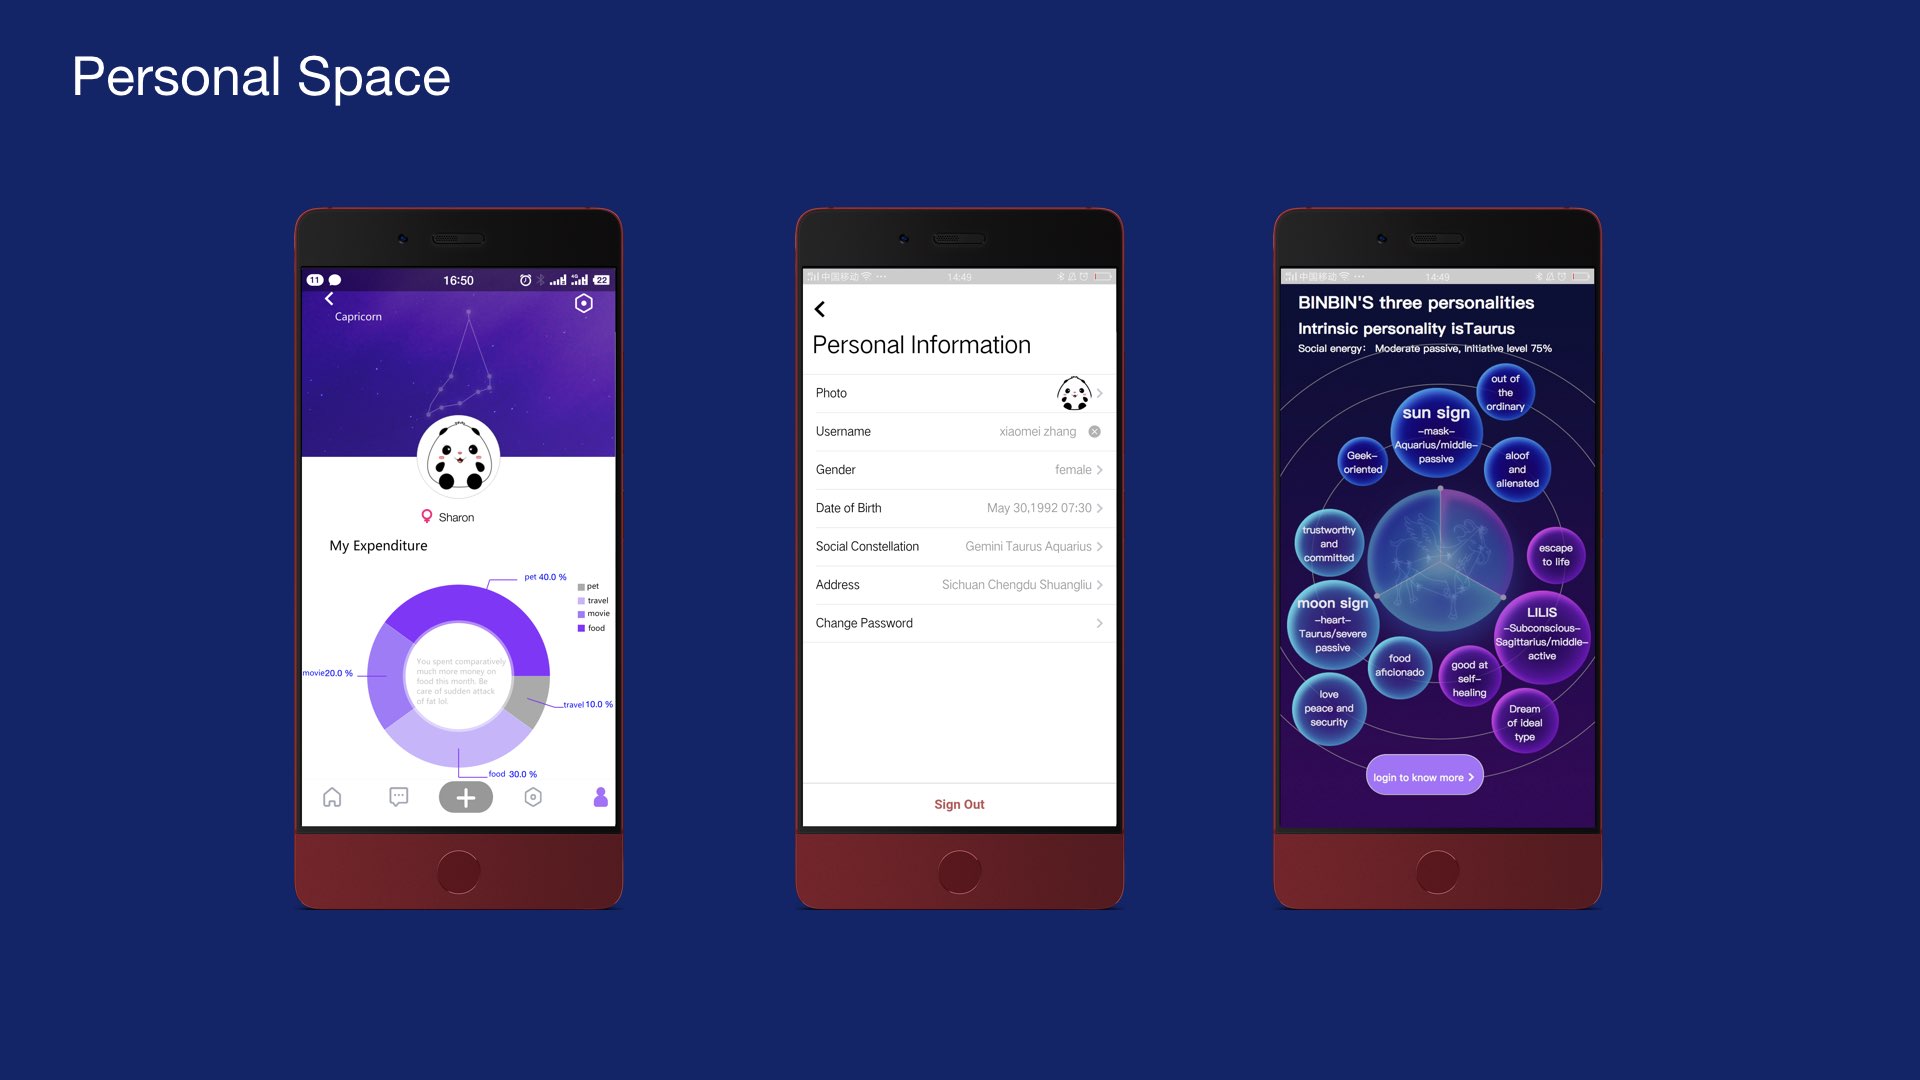 Personal Space
11
16:50
4G
22
Capricorn
Sharon
My Expenditure
pet 40.0 %
pet
travel
movie
food
movie20.0 %
You spent comparatively
much more money on
food this month. Be
care of sudden attack
of fat lol.
travel 10.0 %
food 30.0 %
中国移动
14:49
Personal Information
Photo
Username xiaomei zhang
Gender female
Date of Birth May 30,1992 07:30
Social Constellation Gemini Taurus Aquarius
Address Sichuan Chengdu Shuangliu
Change Password
Sign Out
中国移动
14:49
BINBIN'S three personalities
Intrinsic personality isTaurus
Social energy: Moderate passive, Initiative level 75%
out of
the
ordinary
sun sign
–mask–
Aquarius/middle–
passive
Geek–
oriented
aloof
and
alienated
trustworthy
and
committed
escape
to life
moon sign
–heart–
Taurus/severe
passive
LILIS
–Subconscious–
Sagittarius/middle–
active
food
aficionado
good at
self–
healing
love
peace and
security
Dream
of ideal
type
login to know more